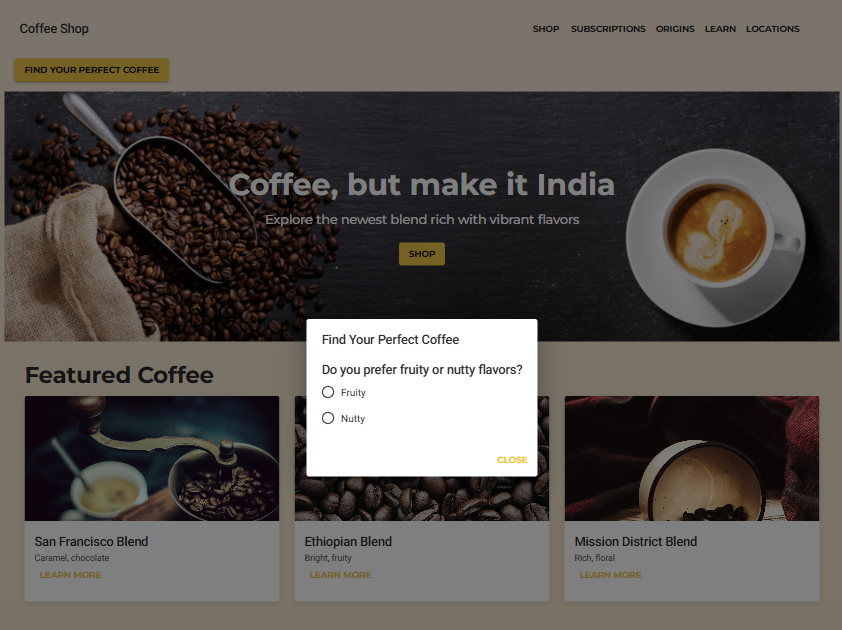 Coffee Shop
SHOP SUBSCRIPTIONS ORIGINS LEARN LOCATIONS
FIND YOUR PERFECT COFFEE
Coffee, but make it India
Explore the newest blend rich with vibrant flavors
SHOP
Find Your Perfect Coffee
Do you prefer fruity or nutty flavors?
Fruity
Nutty
CLOSE
Featured Coffee
San Francisco Blend
Caramel, chocolate
LEARN MORE
Ethiopian Blend
Bright, fruity
LEARN MORE
Mission District Blend
Rich, floral
LEARN MORE